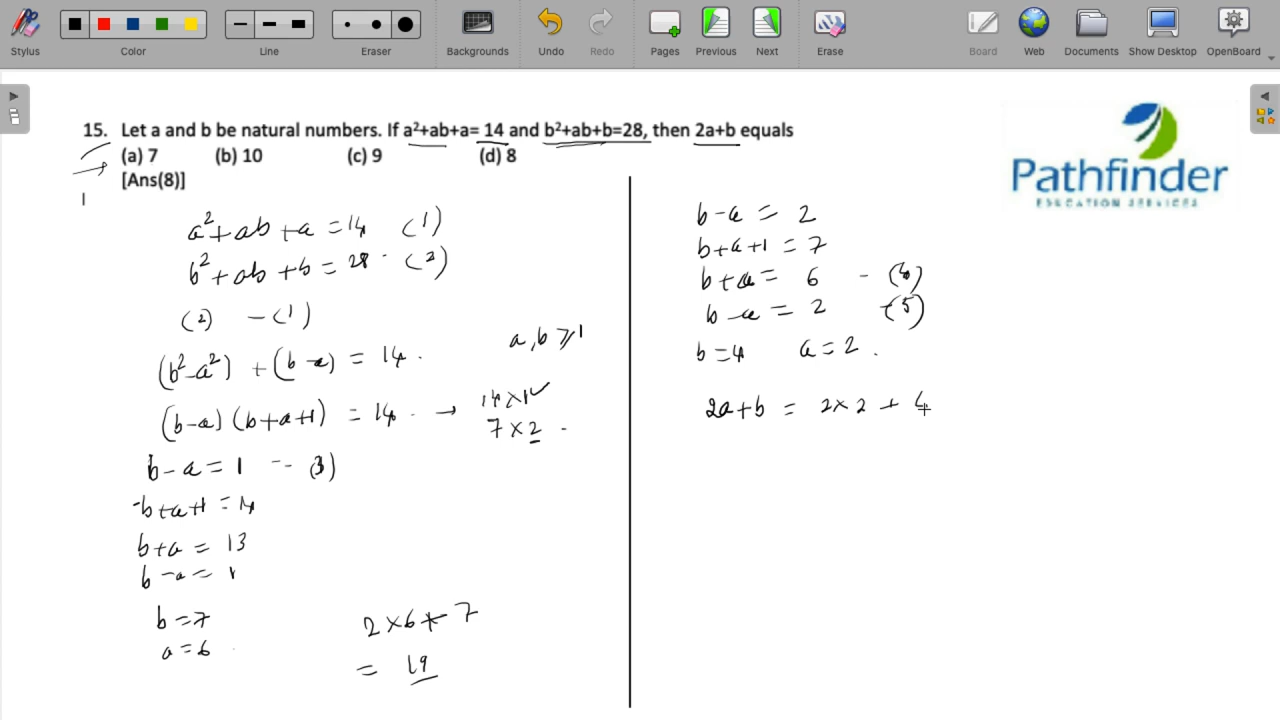 Stylus Color Line Eraser Backgrounds Undo Redo Pages Previous Next Erase Board Web Documents Show Desktop OpenBoard
15. Let a and b be natural numbers. If a²+ab+a= 14 and b²+ab+b=28, then 2a+b equals
(a) 7 (b) 10 (c) 9 (d) 8
[Ans(8)]
Pathfinder
EDUCATION SERVICES
a² + ab + a = 14 (1)
b² + ab + b = 28 - (2)
(2) - (1)
(b² - a²) + (b - a) = 14 .
a, b ⩾ 1
(b - a) (b + a + 1) = 14 . → 14 × 1 ✓
7 × 2 .
b - a = 1 -- (3)
b + a + 1 = 14
b + a = 13
b - a = 1
b = 7
a = 6
2 × 6 + 7
= 19
b - a = 2
b + a + 1 = 7
b + a = 6 - (4)
b - a = 2 - (5)
b = 4 a = 2 .
2a + b = 2 × 2 + 4